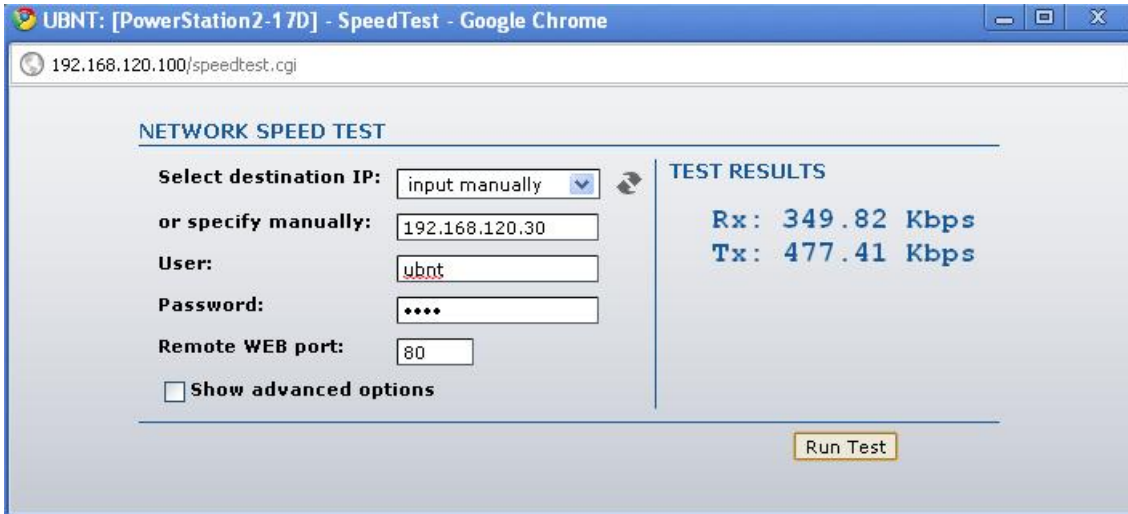 UBNT: [PowerStation2-17D] - SpeedTest - Google Chrome
192.168.120.100/speedtest.cgi
NETWORK SPEED TEST
Select destination IP: input manually
or specify manually: 192.168.120.30
User: ubnt
Password: ••••
Remote WEB port: 80
Show advanced options
TEST RESULTS
Rx: 349.82 Kbps
Tx: 477.41 Kbps
Run Test